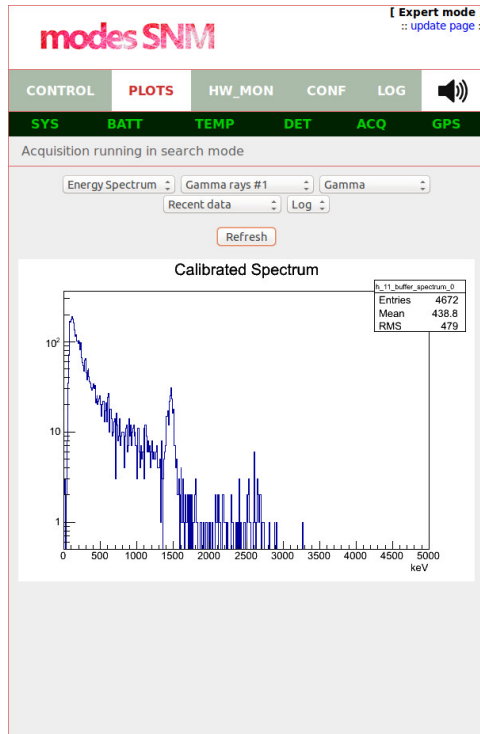 [ Expert mode
:: update page :
modes SNM
CONTROL PLOTS HW_MON CONF LOG
SYS BATT TEMP DET ACQ GPS
Acquisition running in search mode
Energy Spectrum Gamma rays #1 Gamma
Recent data Log
Refresh
Calibrated Spectrum
h_11_buffer_spectrum_0
Entries 4672
Mean 438.8
RMS 479
10²
10
1
0 500 1000 1500 2000 2500 3000 3500 4000 4500 5000
keV